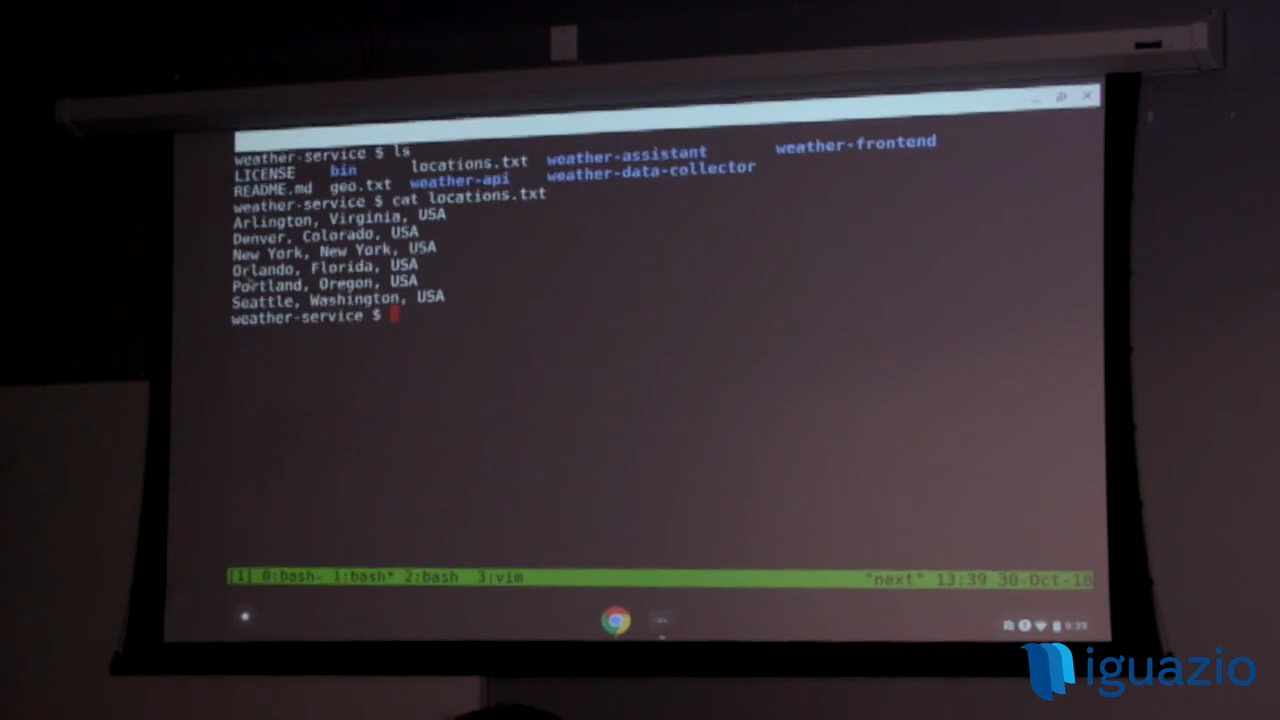 weather-service $ ls
LICENSE bin locations.txt weather-assistant weather-frontend
README.md geo.txt weather-api weather-data-collector
weather-service $ cat locations.txt
Arlington, Virginia, USA
Denver, Colorado, USA
New York, New York, USA
Orlando, Florida, USA
Portland, Oregon, USA
Seattle, Washington, USA
weather-service $
[1] 0:bash- 1:bash* 2:bash 3:vim "next" 13:39 30-Oct-18
9:39
iguazio